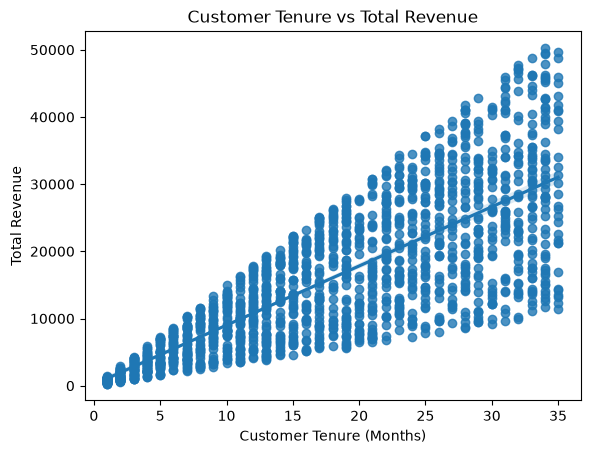 Customer Tenure vs Total Revenue
50000
40000
30000
20000
10000
0
Total Revenue
0 5 10 15 20 25 30 35
Customer Tenure (Months)